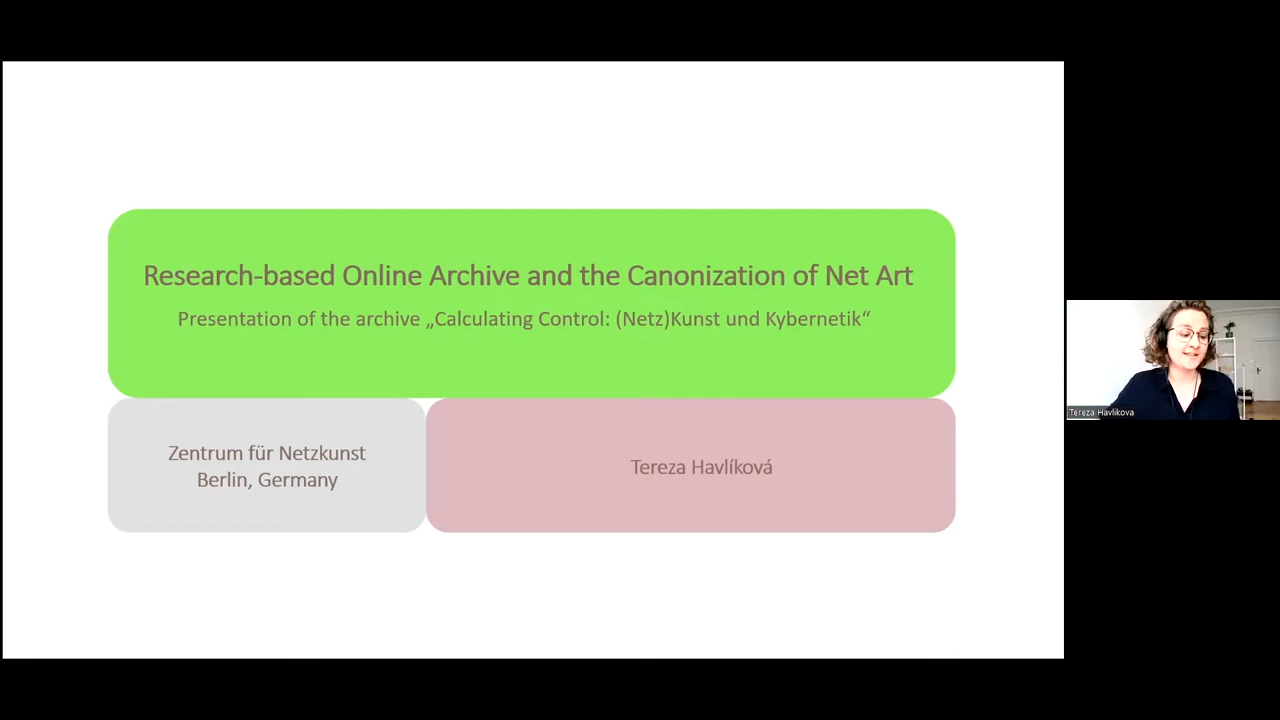 Research-based Online Archive and the Canonization of Net Art
Presentation of the archive „Calculating Control: (Netz)Kunst und Kybernetik“
Zentrum für Netzkunst
Berlin, Germany
Tereza Havlíková
Tereza Havlikova